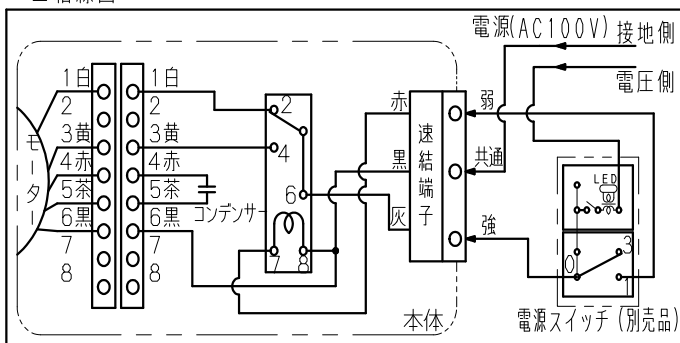 電源(AC100V)
接地側
電圧側
モーター
1白
2
3黄
4赤
5茶
6黒
7
8
1白
2
3黄
4赤
5茶
6黒
7
8
コンデンサー
2
4
6
7
8
赤
黒
灰
速結端子
弱
共通
強
LED
0
3
1
本体
電源スイッチ(別売品)